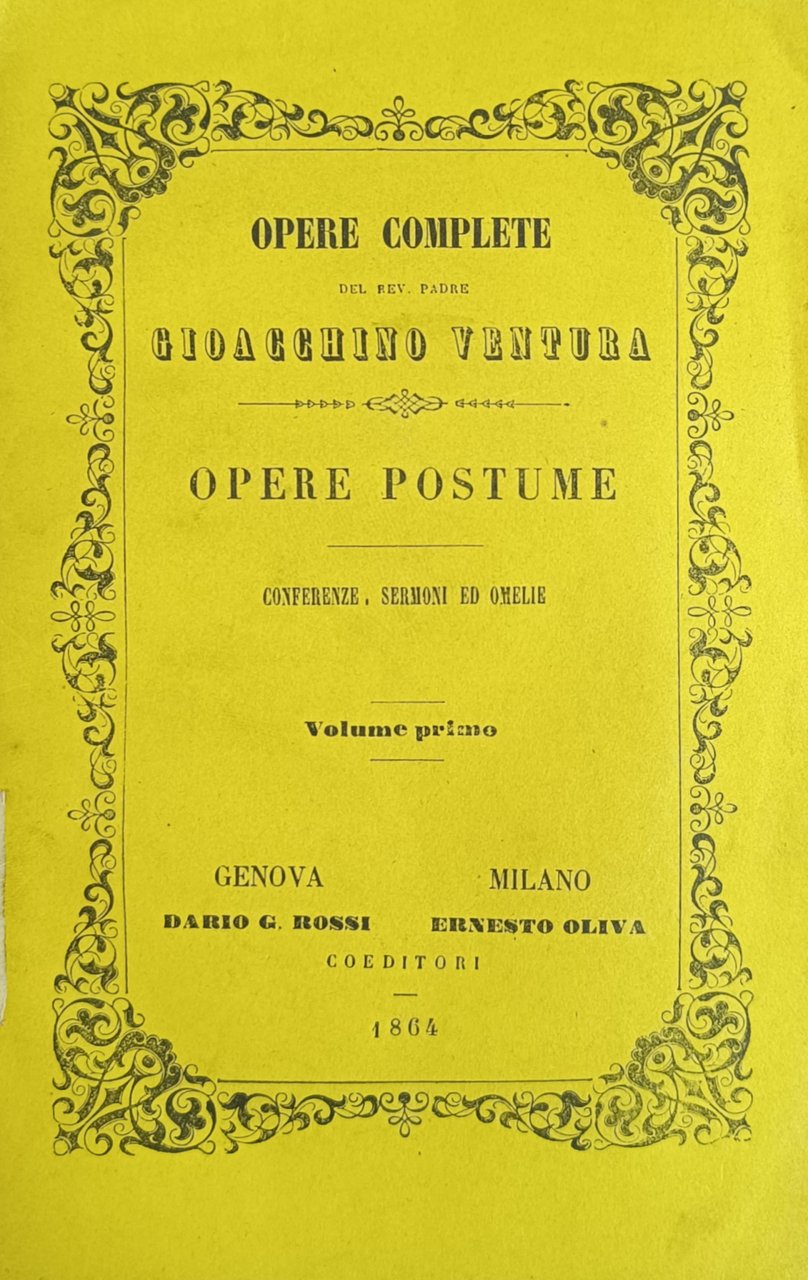 OPERE COMPLETE
DEL REV. PADRE
GIOACCHINO VENTURA
OPERE POSTUME
CONFERENZE, SERMONI ED OMELIE
Volume primo
GENOVA MILANO
DARIO G. ROSSI ERNESTO OLIVA
COEDITORI
1864